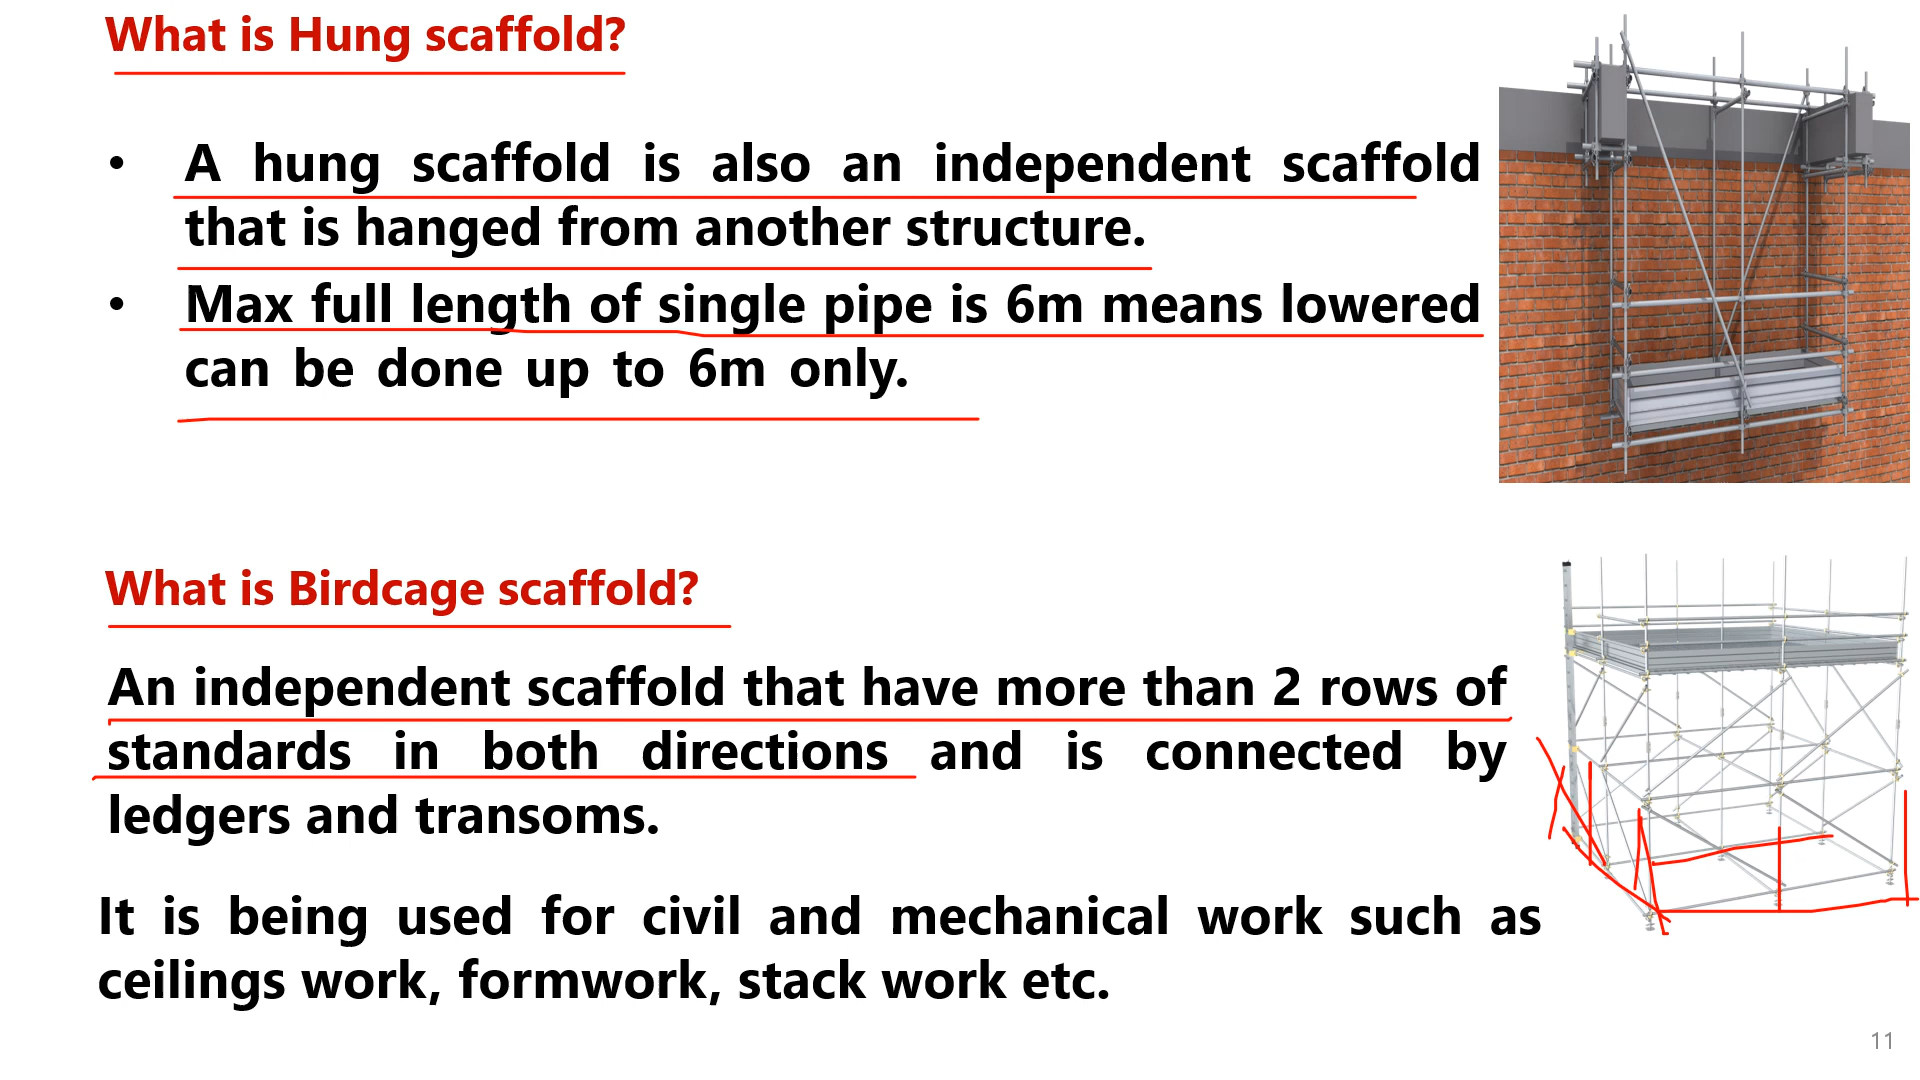 What is Hung scaffold?
• A hung scaffold is also an independent scaffold
that is hanged from another structure.
• Max full length of single pipe is 6m means lowered
can be done up to 6m only.
What is Birdcage scaffold?
An independent scaffold that have more than 2 rows of
standards in both directions and is connected by
ledgers and transoms.
It is being used for civil and mechanical work such as
ceilings work, formwork, stack work etc.
11